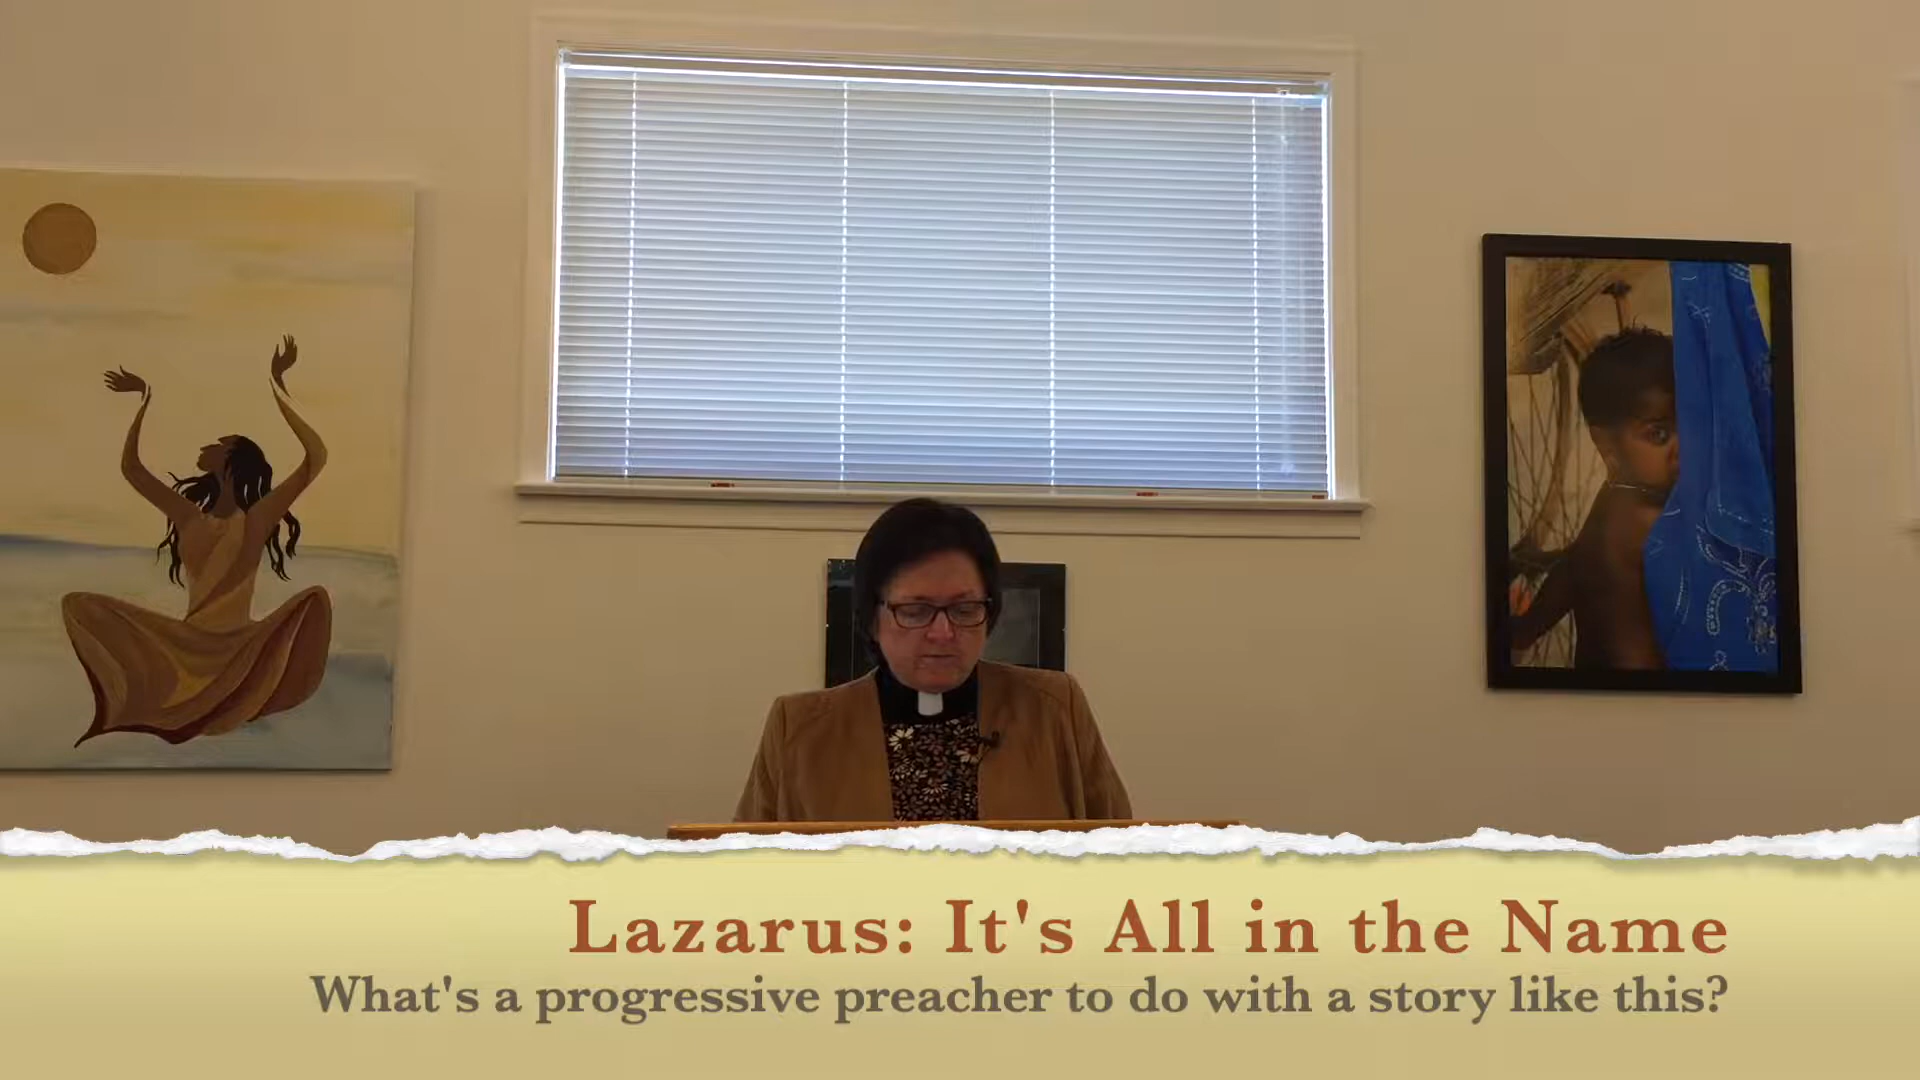 Lazarus: It's All in the Name
What's a progressive preacher to do with a story like this?